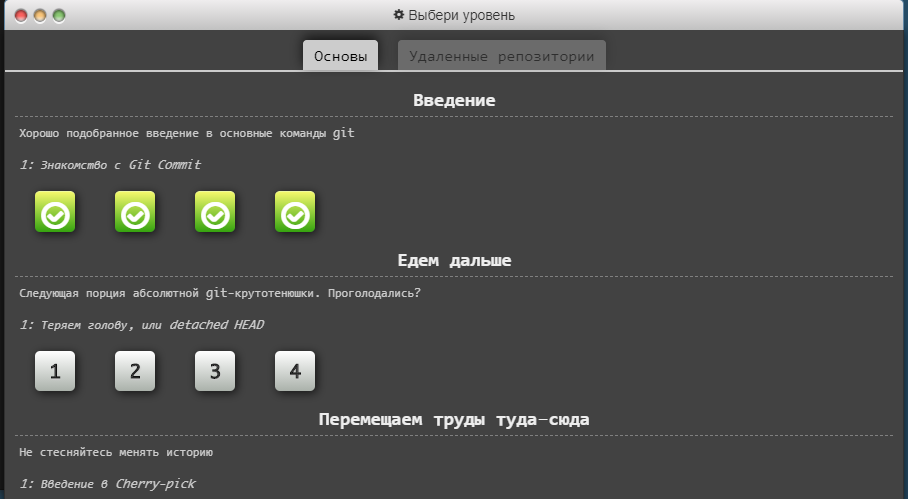 Выбери уровень
Основы
Удаленные репозитории
Введение
Хорошо подобранное введение в основные команды git
1: Знакомство с Git Commit
Едем дальше
Следующая порция абсолютной git-крутотенюшки. Проголодались?
1: Теряем голову, или detached HEAD
1 2 3 4
Перемещаем труды туда-сюда
Не стесняйтесь менять историю
1: Введение в Cherry-pick